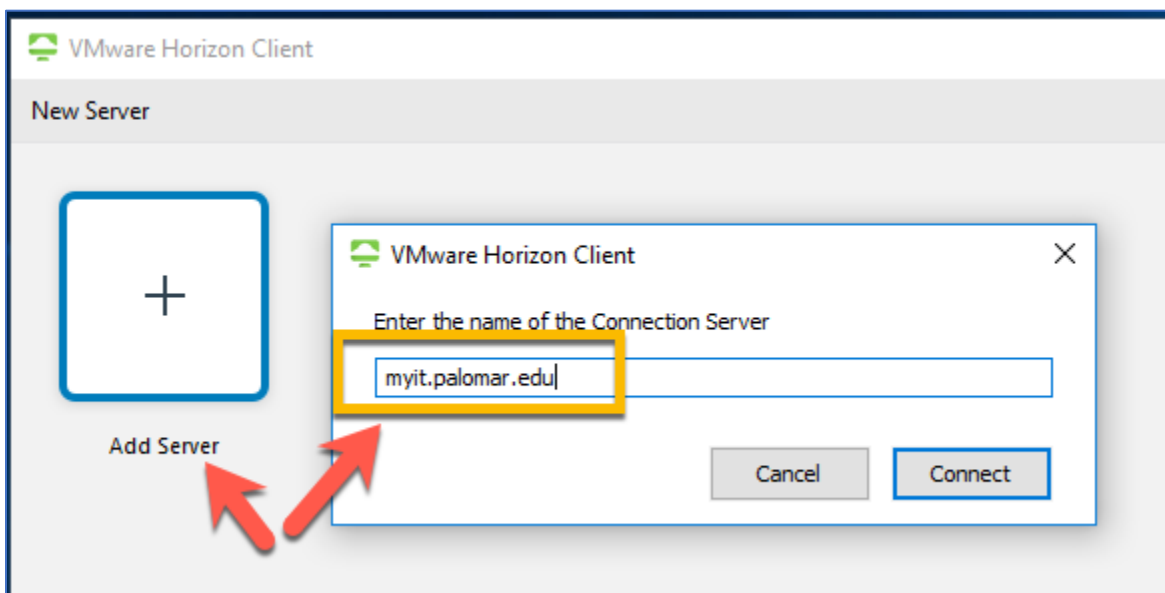 VMware Horizon Client
New Server
VMware Horizon Client
Enter the name of the Connection Server
myit.palomar.edu
Add Server
Cancel Connect